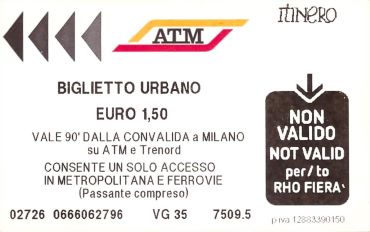 ITINERO
ATM
BIGLIETTO URBANO
EURO 1,50
VALE 90' DALLA CONVALIDA a MILANO
su ATM e Trenord
CONSENTE UN SOLO ACCESSO
IN METROPOLITANA E FERROVIE
(Passante compreso)
NON
VALIDO
NOT VALID
per/to
RHO FIERA'
02726 0666062796 VG 35 7509.5
p.iva 12883390150